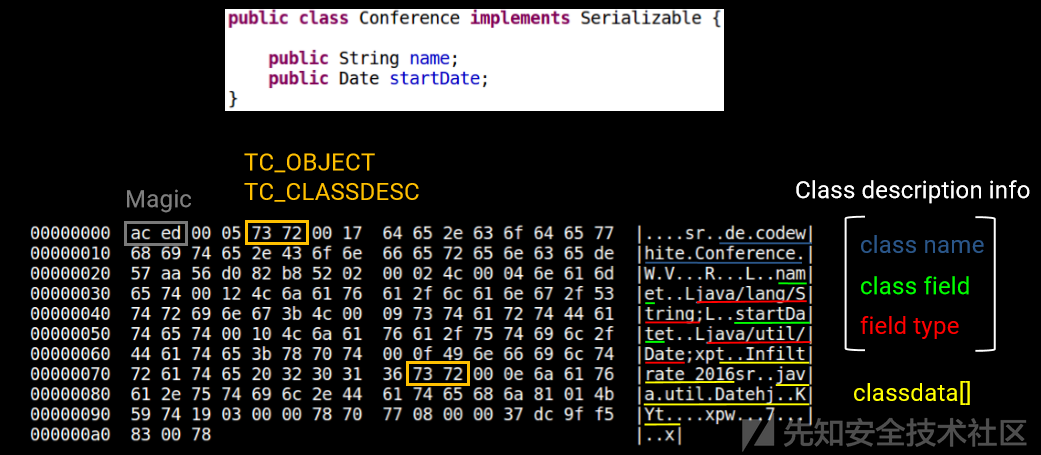 public class Conference implements Serializable {
public String name;
public Date startDate;
}
TC_OBJECT
TC_CLASSDESC
Magic
Class description info
00000000 ac ed 00 05 73 72 00 17 64 65 2e 63 6f 64 65 77 |....sr..de.codew|
00000010 68 69 74 65 2e 43 6f 6e 66 65 72 65 6e 63 65 de |hite.Conference.|
00000020 57 aa 56 d0 82 b8 52 02 00 02 4c 00 04 6e 61 6d |W.V...R...L..nam|
00000030 65 74 00 12 4c 6a 61 76 61 2f 6c 61 6e 67 2f 53 |et..Ljava/lang/S|
00000040 74 72 69 6e 67 3b 4c 00 09 73 74 61 72 74 44 61 |tring;L..startDa|
00000050 74 65 74 00 10 4c 6a 61 76 61 2f 75 74 69 6c 2f |tet..Ljava/util/|
00000060 44 61 74 65 3b 78 70 74 00 0f 49 6e 66 69 6c 74 |Date;xpt..Infilt|
00000070 72 61 74 65 20 32 30 31 36 73 72 00 0e 6a 61 76 |rate 2016sr..jav|
00000080 61 2e 75 74 69 6c 2e 44 61 74 65 68 6a 81 01 4b |a.util.Datehj..K|
00000090 59 74 19 03 00 00 78 70 77 08 00 00 37 dc 9f f5 |Yt....xpw...7...|
000000a0 83 00 78 |..x|
class name
class field
field type
classdata[]
先知安全技术社区